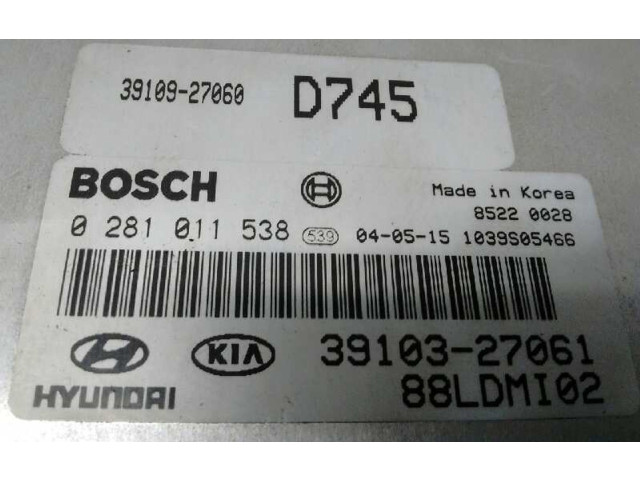 39109-27060 D745
BOSCH Made in Korea
8522 0028
0 281 011 538 539 04-05-15 1039S05466
HYUNDAI KIA 39103-27061
88LDMI02